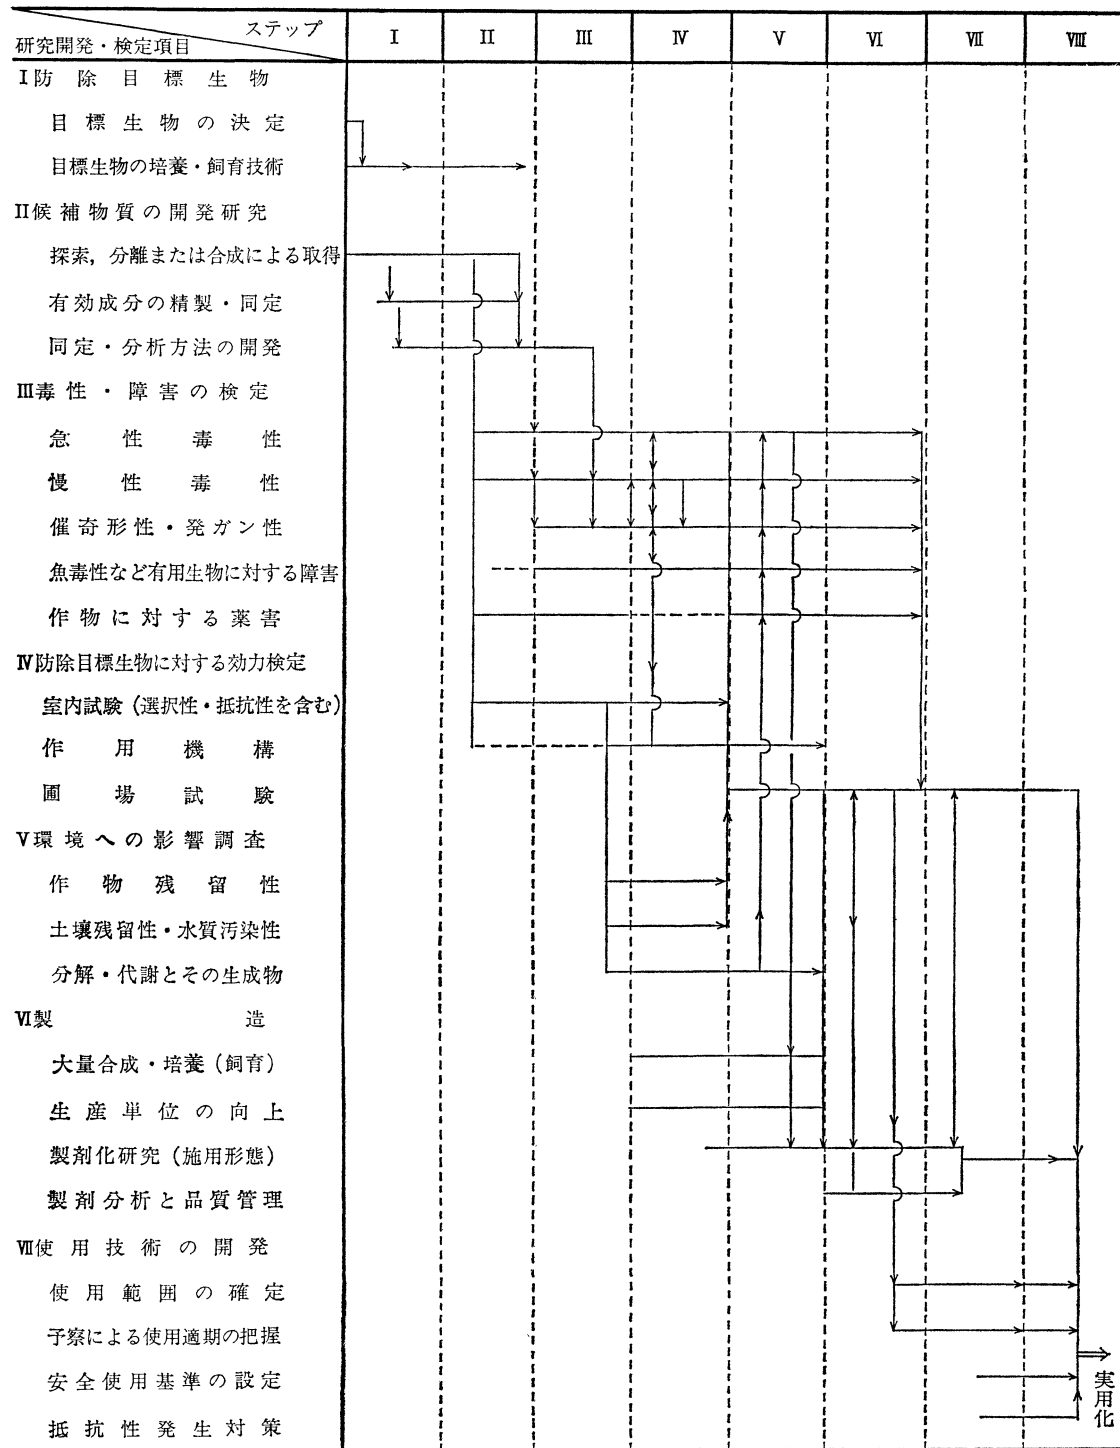 ステップ
研究開発・検定項目
I II III IV V VI VII VIII
I防除目標生物
目標生物の決定
目標生物の培養・飼育技術
II候補物質の開発研究
探索，分離または合成による取得
有効成分の精製・同定
同定・分析方法の開発
III毒性・障害の検定
急性毒性
慢性毒性
催奇形性・発ガン性
魚毒性など有用生物に対する障害
作物に対する薬害
IV防除目標生物に対する効力検定
室内試験（選択性・抵抗性を含む）
作用機構
圃場試験
V環境への影響調査
作物残留性
土壌残留性・水質汚染性
分解・代謝とその生成物
VI製造
大量合成・培養（飼育）
生産単位の向上
製剤化研究（施用形態）
製剤分析と品質管理
VII使用技術の開発
使用範囲の確定
予察による使用適期の把握
安全使用基準の設定
抵抗性発生対策
実用化